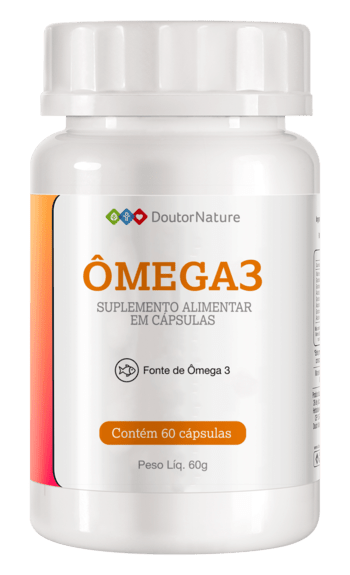 DoutorNature
ÔMEGA3
SUPLEMENTO ALIMENTAR
EM CÁPSULAS
Fonte de Ômega 3
Contém 60 cápsulas
Peso Líq. 60g